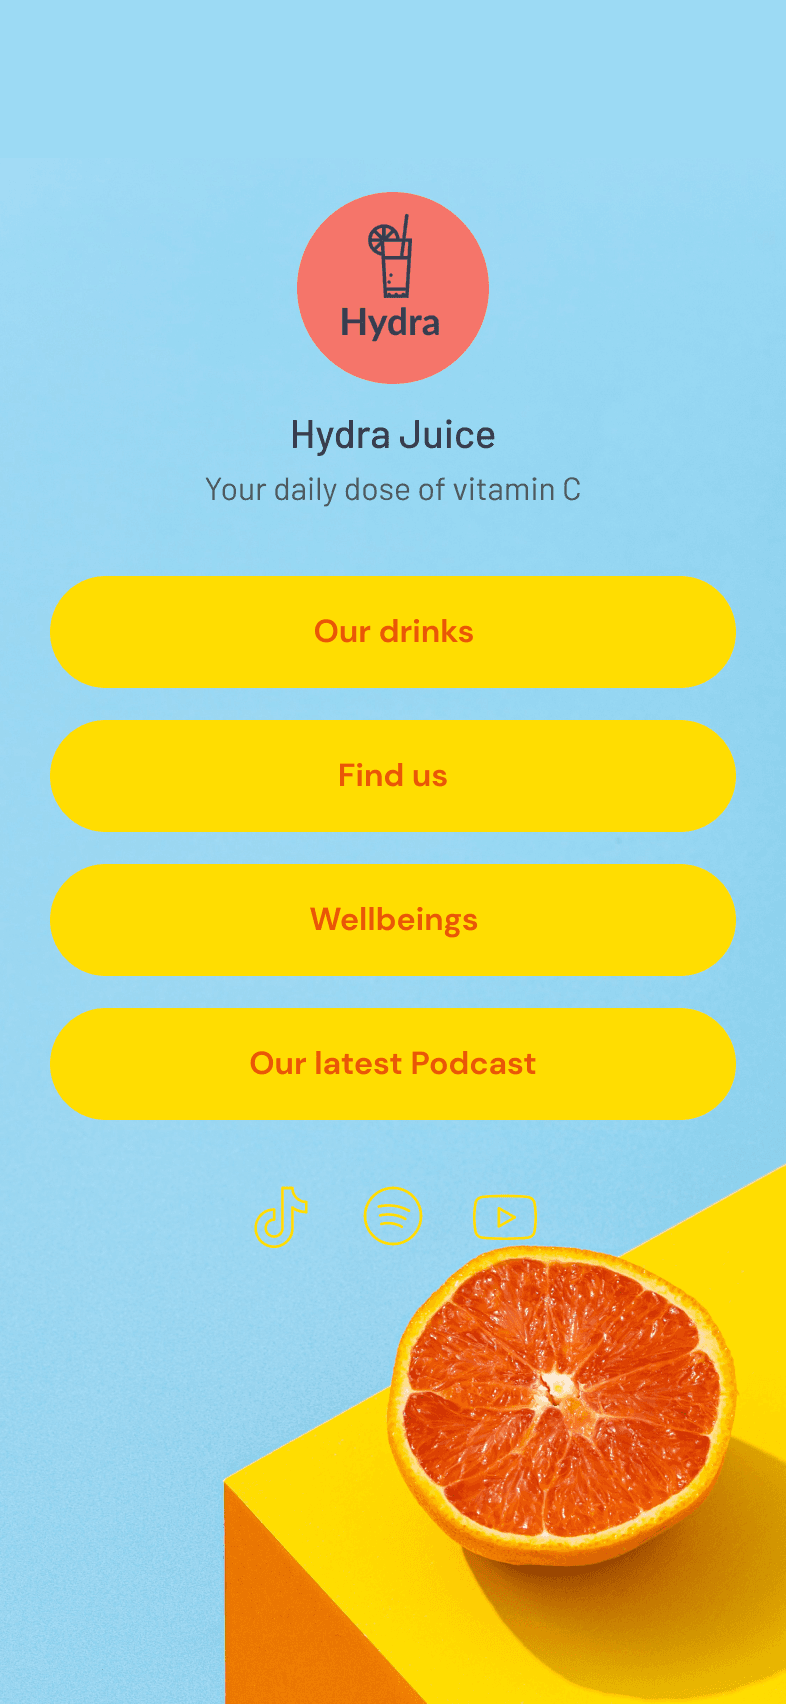 Hydra
Hydra Juice
Your daily dose of vitamin C
Our drinks
Find us
Wellbeings
Our latest Podcast